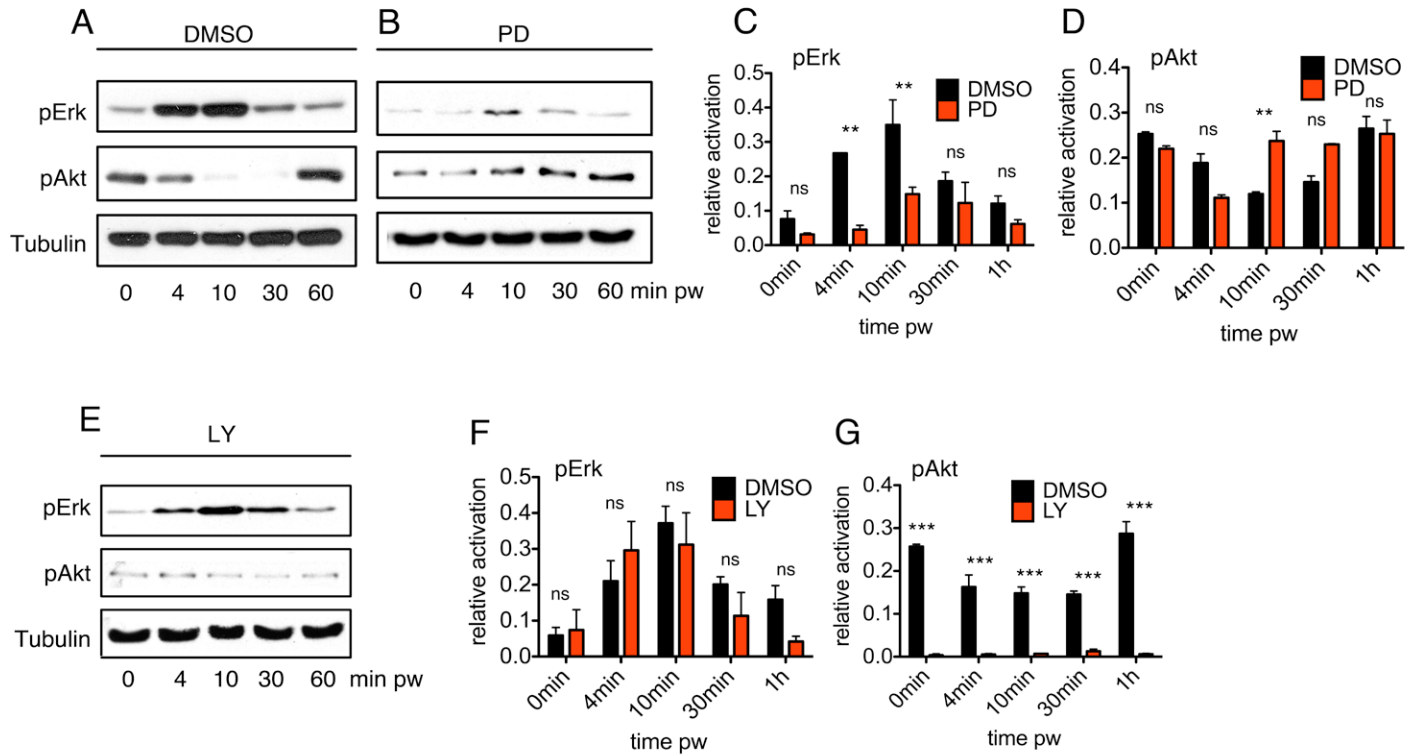 A
DMSO
pErk
pAkt
Tubulin
0 4 10 30 60
B
PD
0 4 10 30 60 min pw
C
pErk
DMSO
PD
relative activation
0.5
0.4
0.3
0.2
0.1
0.0
ns
**
**
ns
ns
0min
4min
10min
30min
1h
time pw
D
pAkt
DMSO
PD
relative activation
0.4
0.3
0.2
0.1
0.0
ns
ns
**
ns
ns
0min
4min
10min
30min
1h
time pw
E
LY
pErk
pAkt
Tubulin
0 4 10 30 60 min pw
F
pErk
DMSO
LY
relative activation
0.5
0.4
0.3
0.2
0.1
0.0
ns
ns
ns
ns
ns
0min
4min
10min
30min
1h
time pw
G
pAkt
DMSO
LY
relative activation
0.4
0.3
0.2
0.1
0.0
***
***
***
***
***
0min
4min
10min
30min
1h
time pw